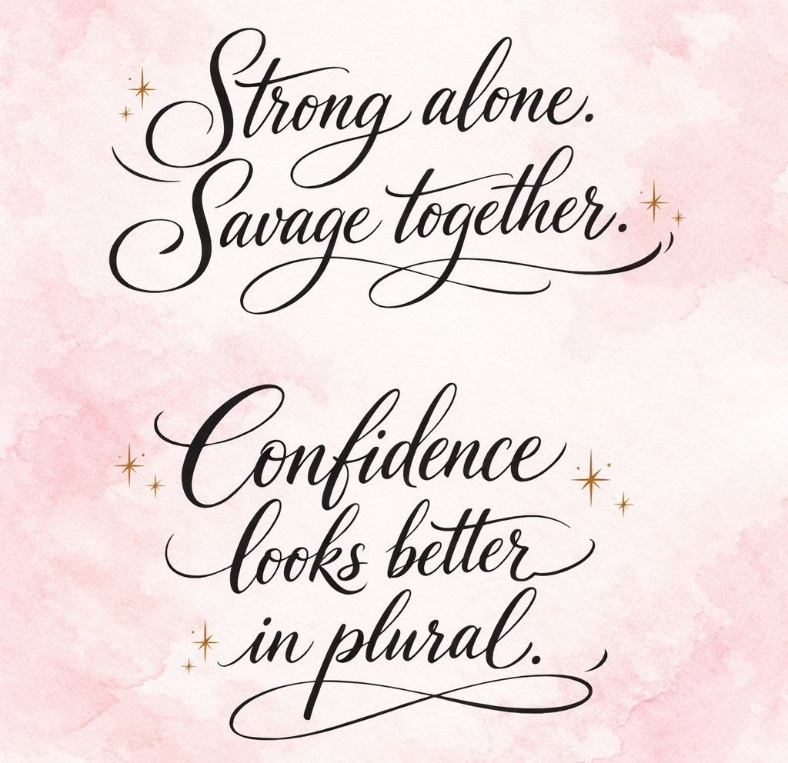 Strong alone.
Savage together.
Confidence
looks better
in plural.